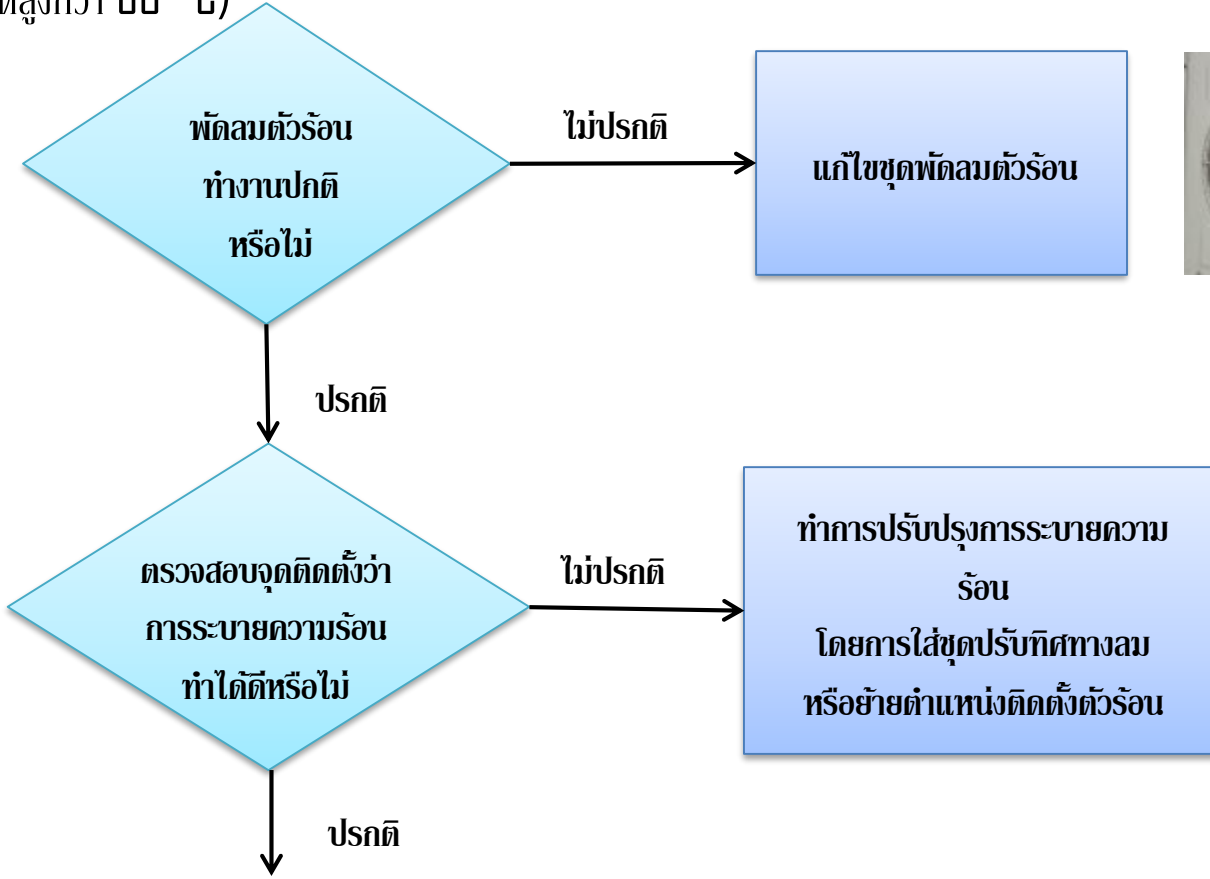 พัดลมตัวร้อน
ทำงานปกติ
หรือไม่
ไม่ปรกติ
แก้ไขชุดพัดลมตัวร้อน
ปรกติ
ตรวจสอบจุดติดตั้งว่า
การระบายความร้อน
ทำได้ดีหรือไม่
ไม่ปรกติ
ทำการปรับปรุงการระบายความ
ร้อน
โดยการใส่ชุดปรับทิศทางลม
หรือย้ายตำแหน่งติดตั้งตัวร้อน
ปรกติ